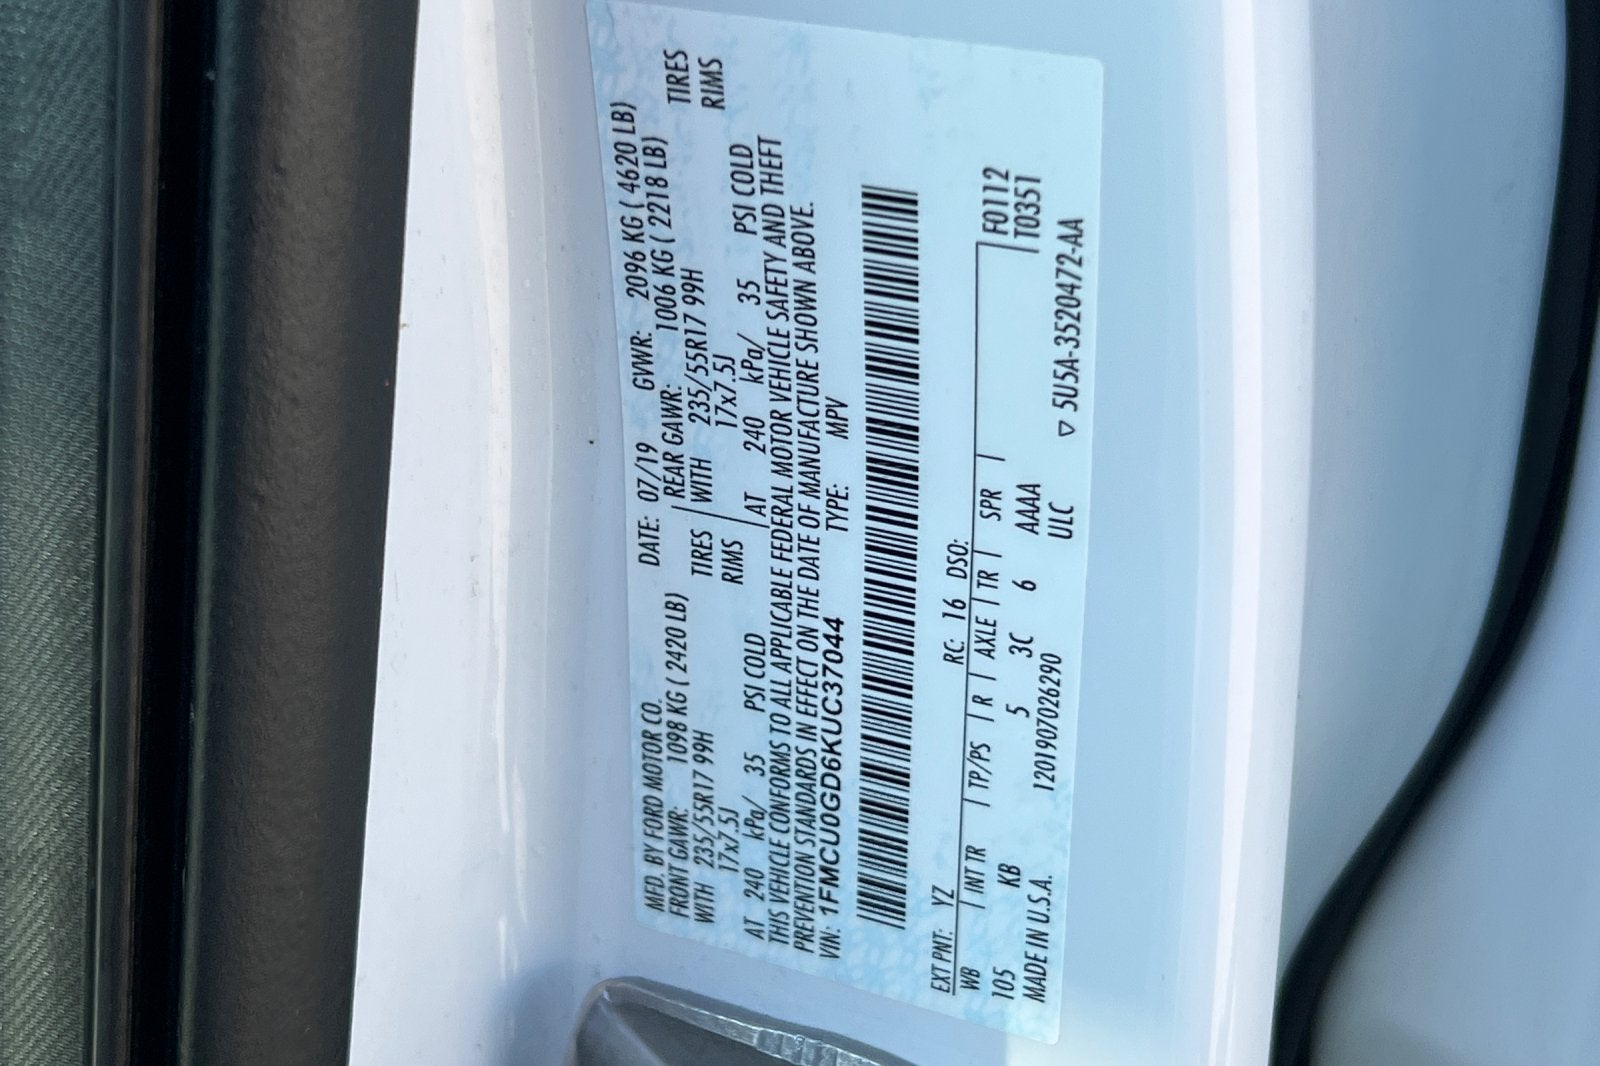 MFD. BY FORD MOTOR CO. DATE: 07/19 GVWR: 2096 KG ( 4620 LB)
FRONT GAWR: 1098 KG ( 2420 LB) REAR GAWR: 1006 KG ( 2218 LB)
WITH 235/55R17 99H TIRES WITH 235/55R17 99H TIRES
17x7.5J RIMS 17x7.5J RIMS
AT 240 kPa/ 35 PSI COLD AT 240 kPa/ 35 PSI COLD
THIS VEHICLE CONFORMS TO ALL APPLICABLE FEDERAL MOTOR VEHICLE SAFETY AND THEFT
PREVENTION STANDARDS IN EFFECT ON THE DATE OF MANUFACTURE SHOWN ABOVE.
VIN: 1FMCU0GD6KUC37044 TYPE: MPV
EXT PNT: YZ RC: 16 DSO: F0112
WB | INT TR | TP/PS | R | AXLE | TR | SPR | T0351
105 KB 5 3C 6 AAAA
MADE IN U.S.A. 1201907026290 ULC ▽ 5U5A-3520472-AA